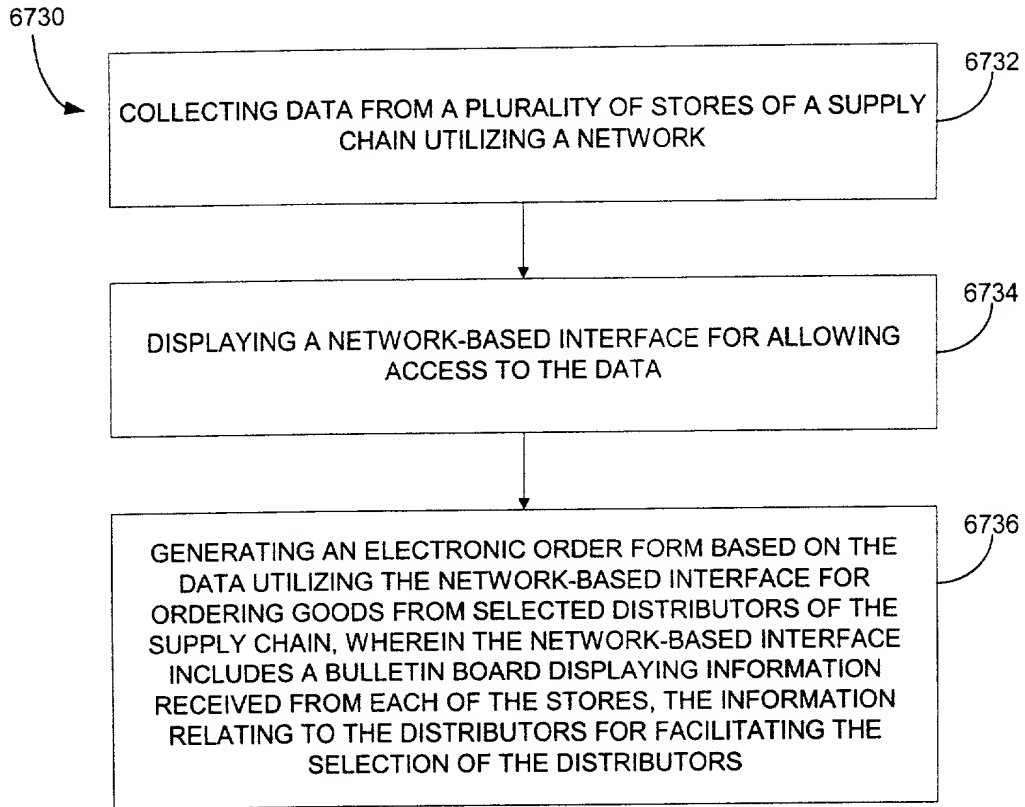 6730
6732
COLLECTING DATA FROM A PLURALITY OF STORES OF A SUPPLY
CHAIN UTILIZING A NETWORK
6734
DISPLAYING A NETWORK-BASED INTERFACE FOR ALLOWING
ACCESS TO THE DATA
6736
GENERATING AN ELECTRONIC ORDER FORM BASED ON THE
DATA UTILIZING THE NETWORK-BASED INTERFACE FOR
ORDERING GOODS FROM SELECTED DISTRIBUTORS OF THE
SUPPLY CHAIN, WHEREIN THE NETWORK-BASED INTERFACE
INCLUDES A BULLETIN BOARD DISPLAYING INFORMATION
RECEIVED FROM EACH OF THE STORES, THE INFORMATION
RELATING TO THE DISTRIBUTORS FOR FACILITATING THE
SELECTION OF THE DISTRIBUTORS